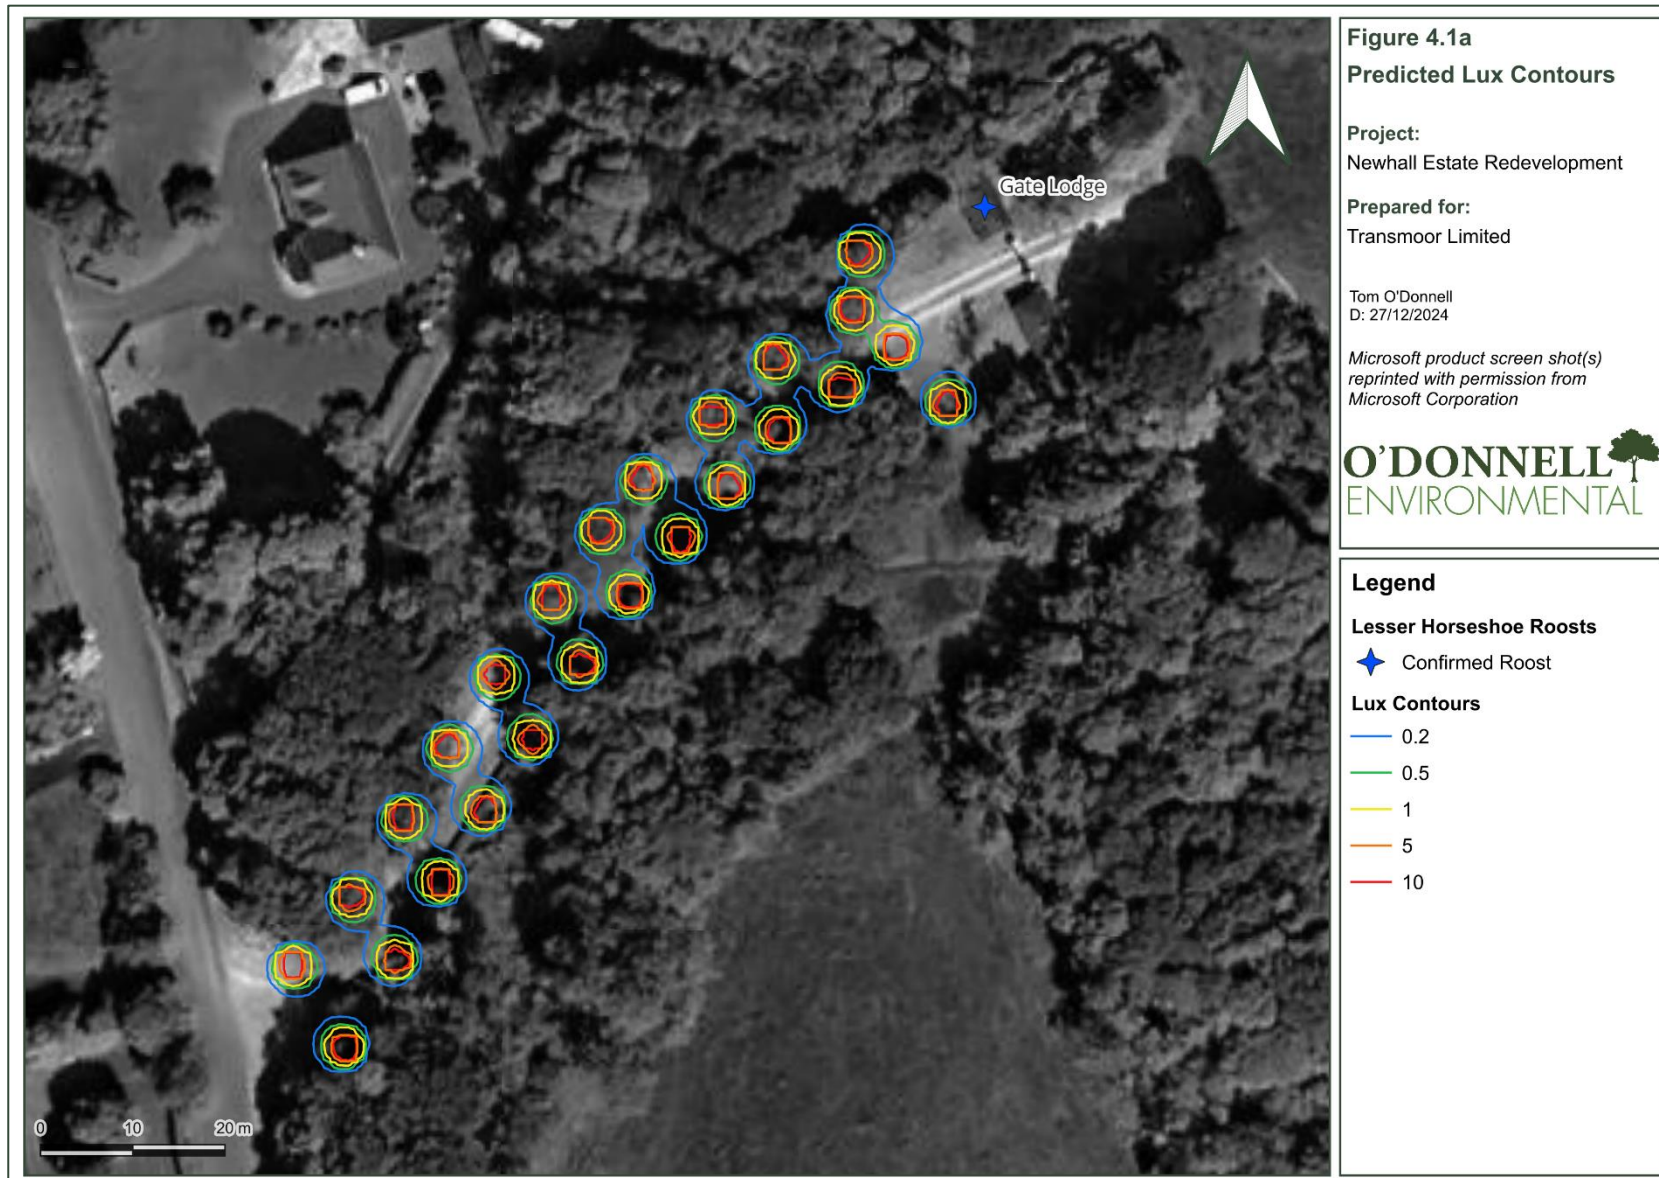 Figure 4.1a
Predicted Lux Contours
Project:
Newhall Estate Redevelopment
Prepared for:
Transmoor Limited
Tom O'Donnell
D: 27/12/2024
Microsoft product screen shot(s)
reprinted with permission from
Microsoft Corporation
O'DONNELL
ENVIRONMENTAL
Legend
Lesser Horseshoe Roosts
Confirmed Roost
Lux Contours
0.2
0.5
1
5
10
Gate Lodge
0 10 20 m